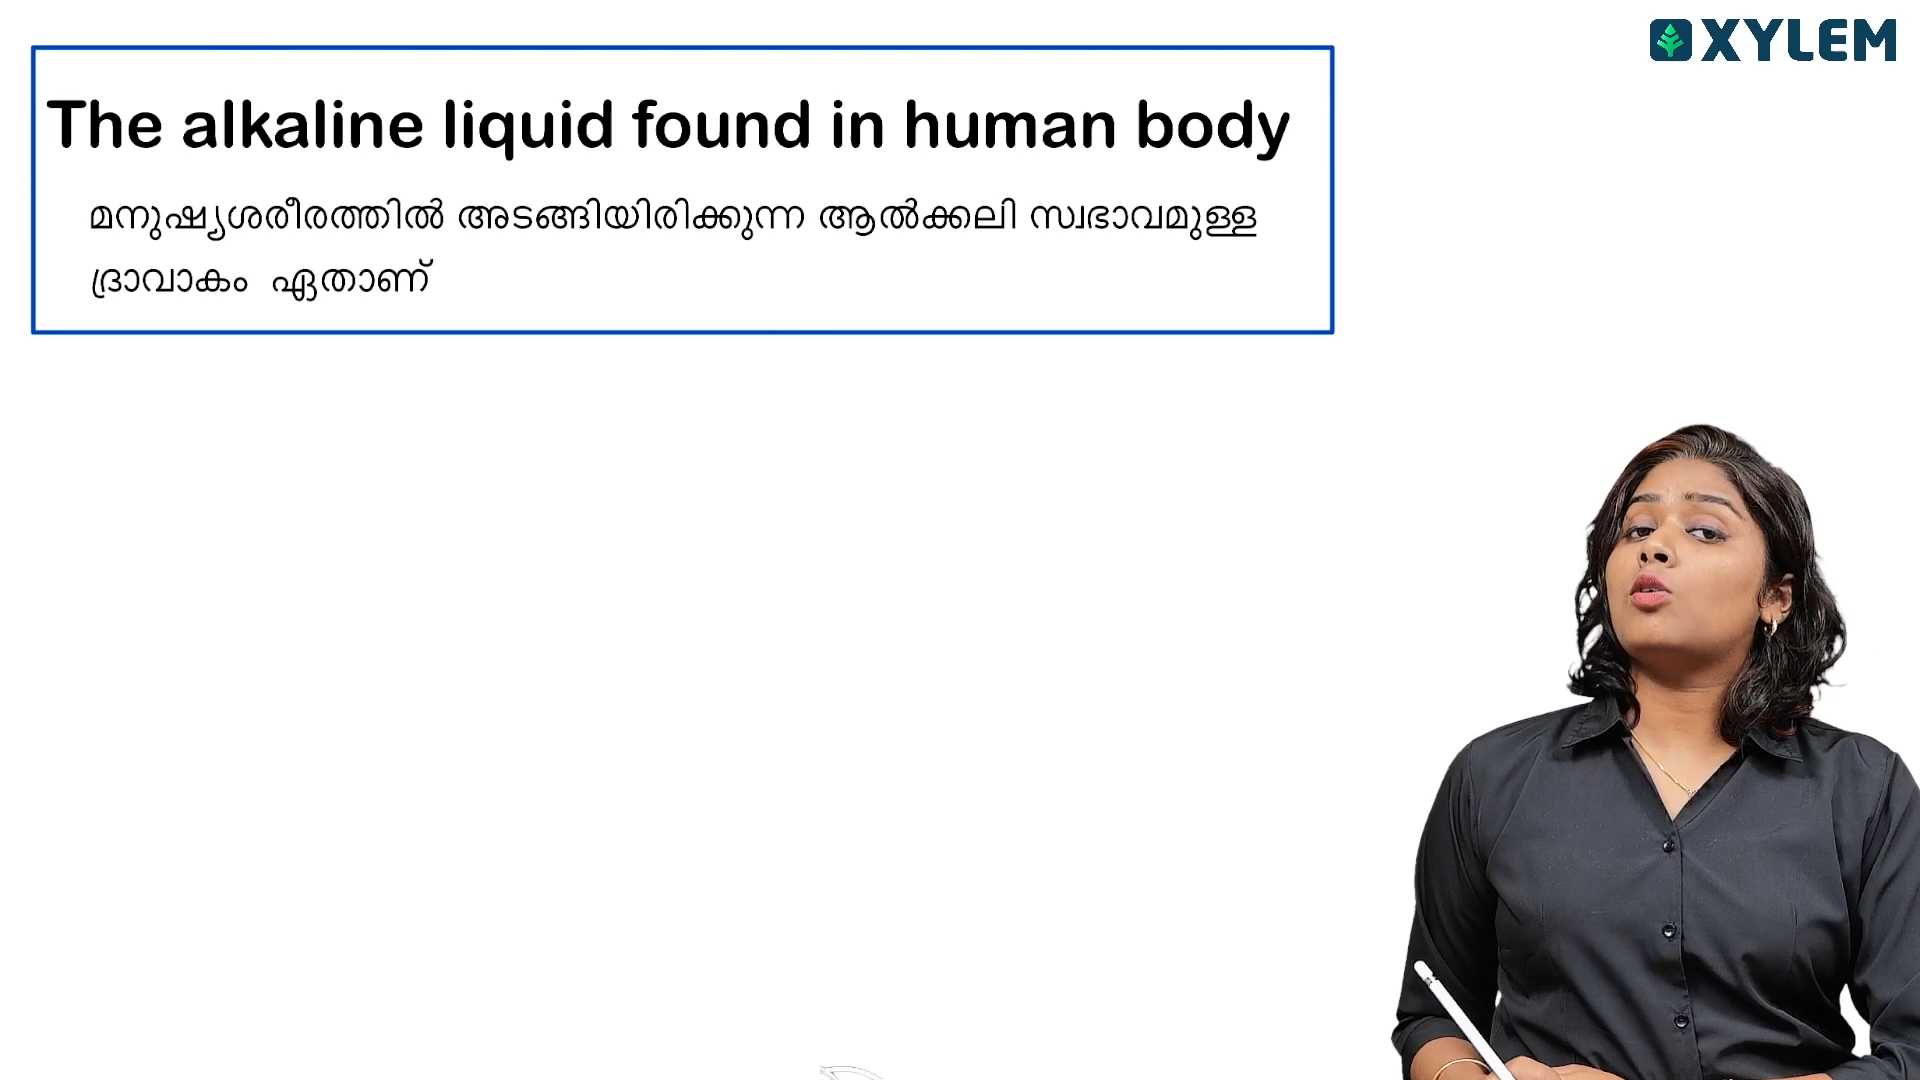 XYLEM
The alkaline liquid found in human body
മനുഷ്യശരീരത്തിൽ അടങ്ങിയിരിക്കുന്ന ആൽക്കലി സ്വഭാവമുള്ള
ദ്രാവാകം ഏതാണ്